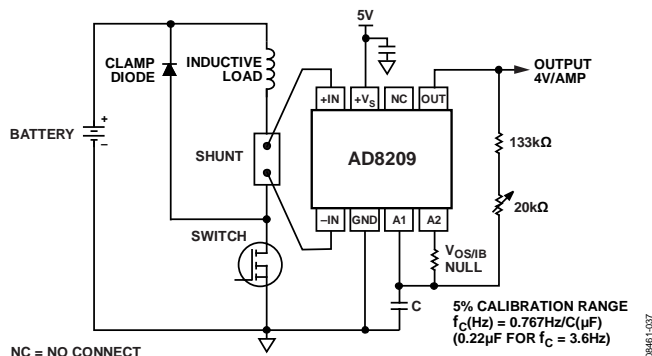 5V
OUTPUT
4V/AMP
CLAMP
DIODE
INDUCTIVE
LOAD
+IN
+VS
NC
OUT
BATTERY
+
–
SHUNT
AD8209
133kΩ
20kΩ
–IN
GND
A1
A2
SWITCH
VOS/IB
NULL
C
5% CALIBRATION RANGE
fC(Hz) = 0.767Hz/C(µF)
(0.22µF FOR fC = 3.6Hz)
NC = NO CONNECT
08461-037